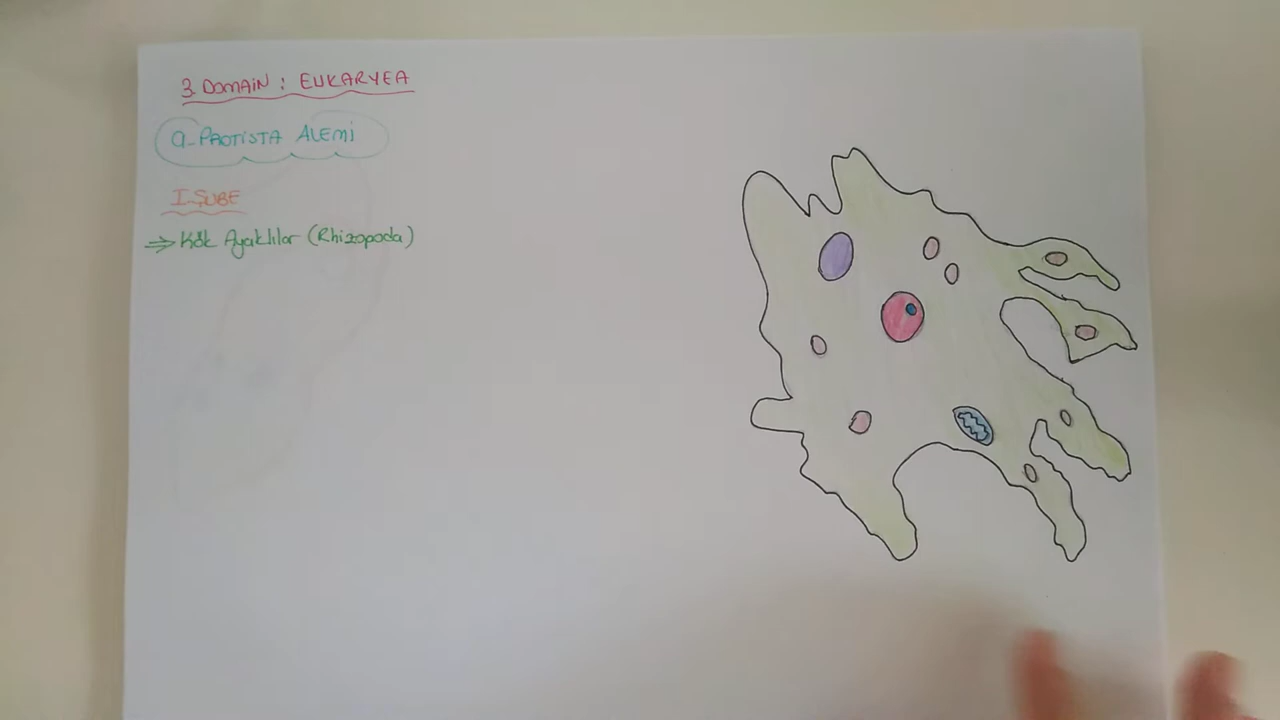 3. DOMAiN : EUKARYEA
a-PROTiSTA ALEMi
I.ŞUBE
⇒ Kök Ayaklılar (Rhizopoda)